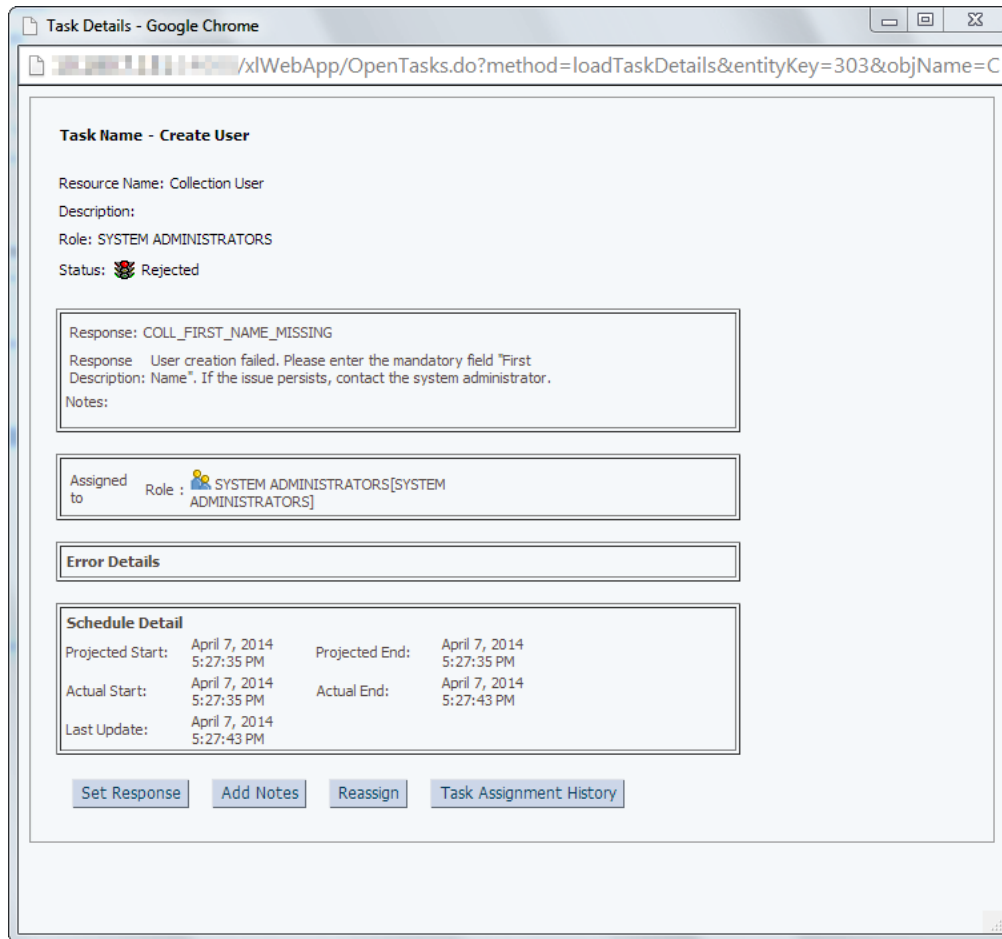 Task Details - Google Chrome
/xlWebApp/OpenTasks.do?method=loadTaskDetails&entityKey=303&objName=C
Task Name - Create User
Resource Name: Collection User
Description:
Role: SYSTEM ADMINISTRATORS
Status: Rejected
Response: COLL_FIRST_NAME_MISSING
Response User creation failed. Please enter the mandatory field "First
Description: Name". If the issue persists, contact the system administrator.
Notes:
Assigned to Role : SYSTEM ADMINISTRATORS[SYSTEM
ADMINISTRATORS]
Error Details
Schedule Detail
Projected Start: April 7, 2014 5:27:35 PM Projected End: April 7, 2014 5:27:43 PM
Actual Start: April 7, 2014 5:27:35 PM Actual End: April 7, 2014 5:27:43 PM
Last Update: April 7, 2014 5:27:43 PM
Set Response Add Notes Reassign Task Assignment History